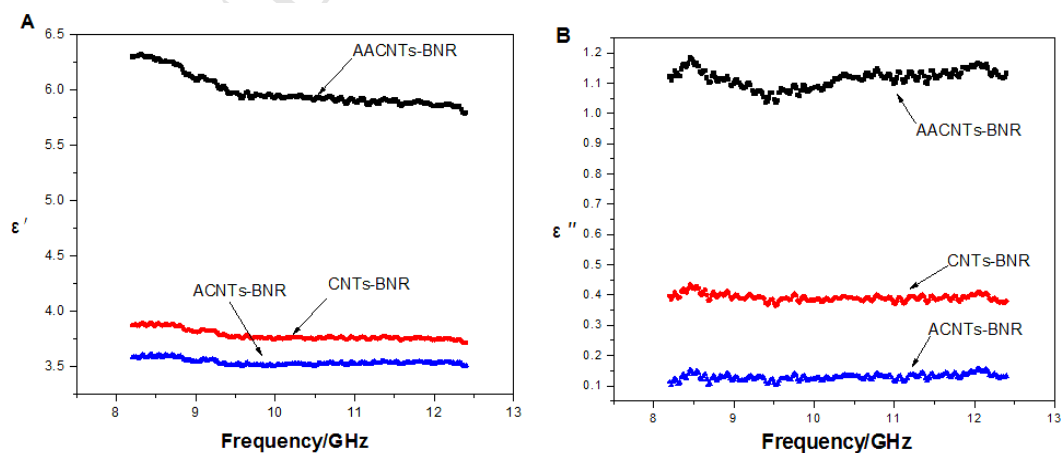 A
6.5
6.0
5.5
5.0
4.5
4.0
3.5
ε′
AACNTs-BNR
ACNTs-BNR
CNTs-BNR
8 9 10 11 12 13
Frequency/GHz
B
1.2
1.1
1.0
0.9
0.8
0.7
0.6
0.5
0.4
0.3
0.2
0.1
ε″
AACNTs-BNR
CNTs-BNR
ACNTs-BNR
7 8 9 10 11 12 13
Frequency/GHz